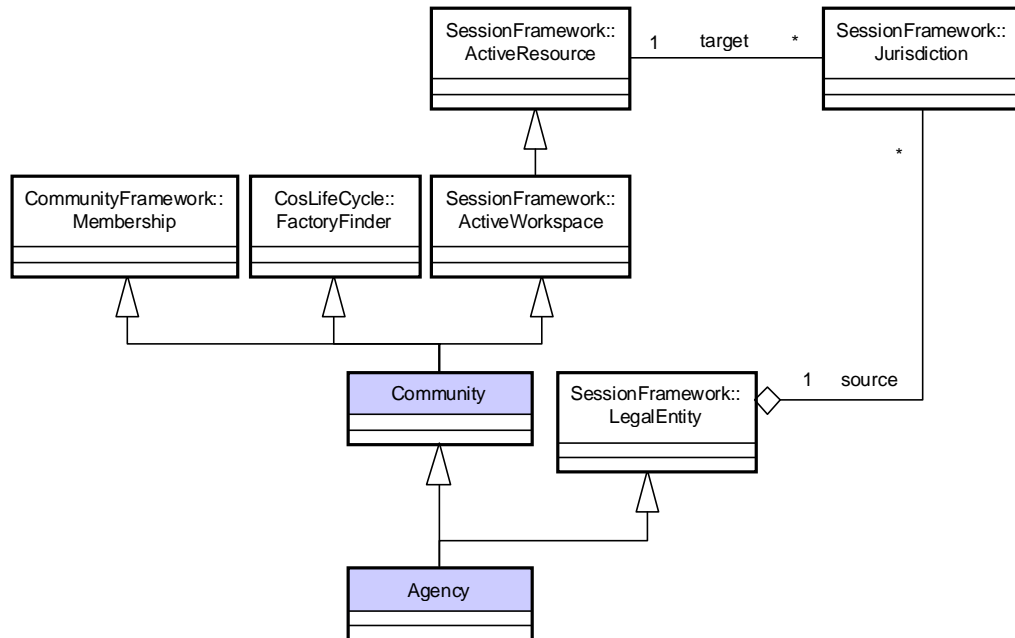 SessionFramework::
ActiveResource
1 target *
SessionFramework::
Jurisdiction
*
CommunityFramework::
Membership
CosLifeCycle::
FactoryFinder
SessionFramework::
ActiveWorkspace
Community
SessionFramework::
LegalEntity
1 source
Agency